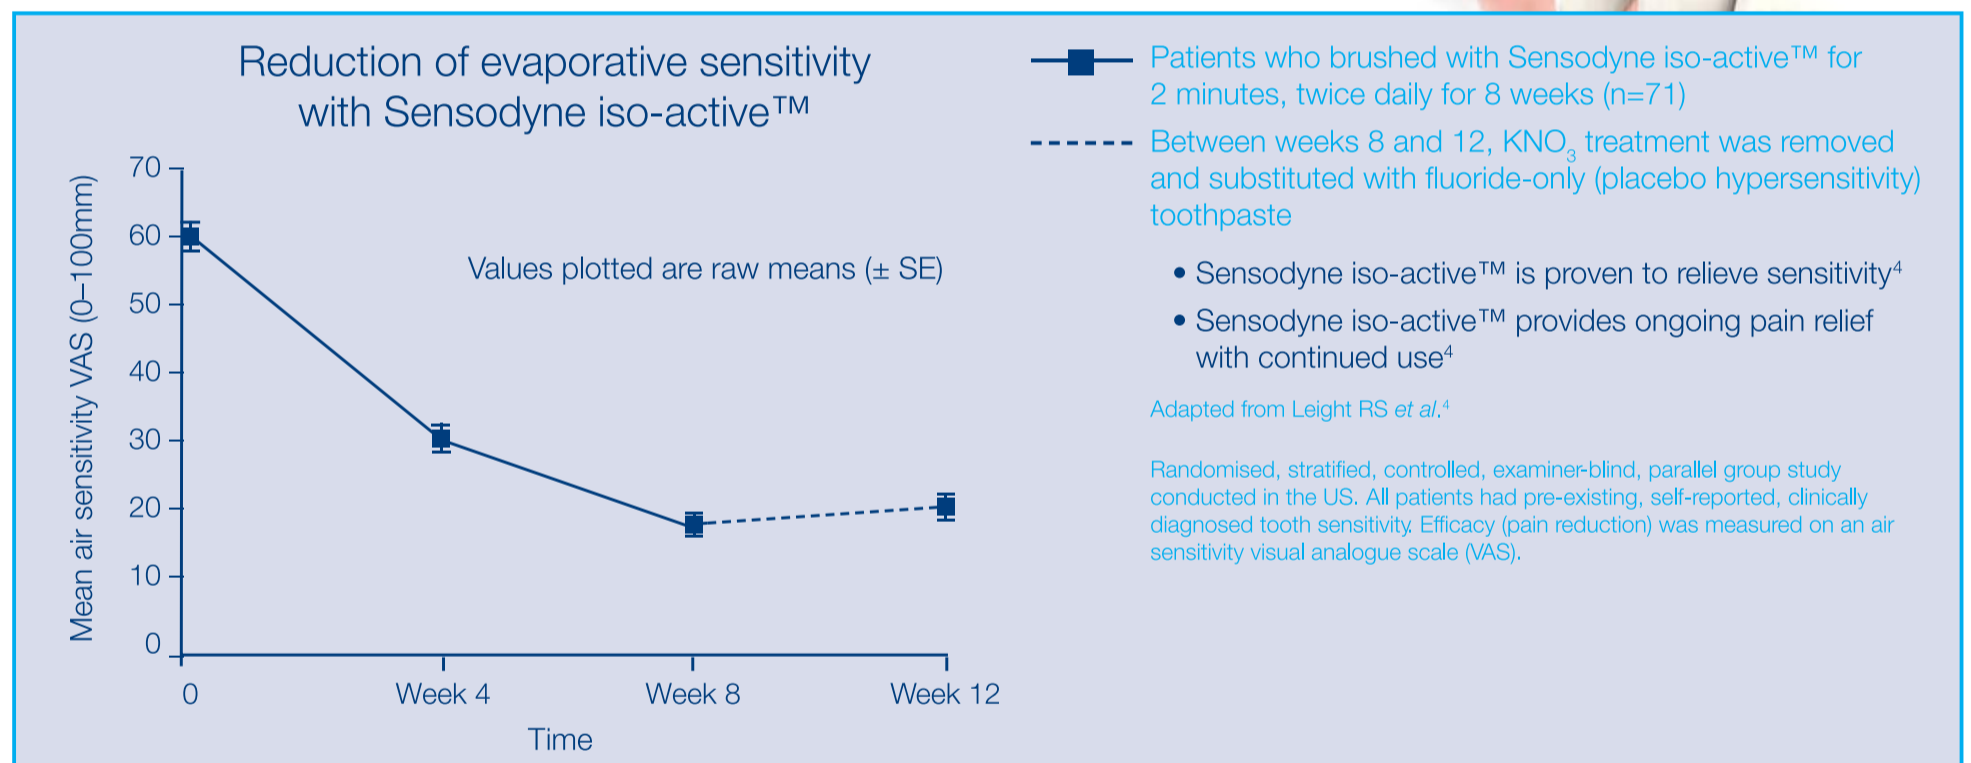 Reduction of evaporative sensitivity
with Sensodyne iso-active™
Mean air sensitivity VAS (0–100mm)
70
60
50
40
30
20
10
0
Values plotted are raw means (± SE)
0
Week 4
Week 8
Week 12
Time
Patients who brushed with Sensodyne iso-active™ for
2 minutes, twice daily for 8 weeks (n=71)
Between weeks 8 and 12, KNO₃ treatment was removed
and substituted with fluoride-only (placebo hypersensitivity)
toothpaste
• Sensodyne iso-active™ is proven to relieve sensitivity⁴
• Sensodyne iso-active™ provides ongoing pain relief
with continued use⁴
Adapted from Leight RS et al.⁴
Randomised, stratified, controlled, examiner-blind, parallel group study
conducted in the US. All patients had pre-existing, self-reported, clinically
diagnosed tooth sensitivity. Efficacy (pain reduction) was measured on an air
sensitivity visual analogue scale (VAS).